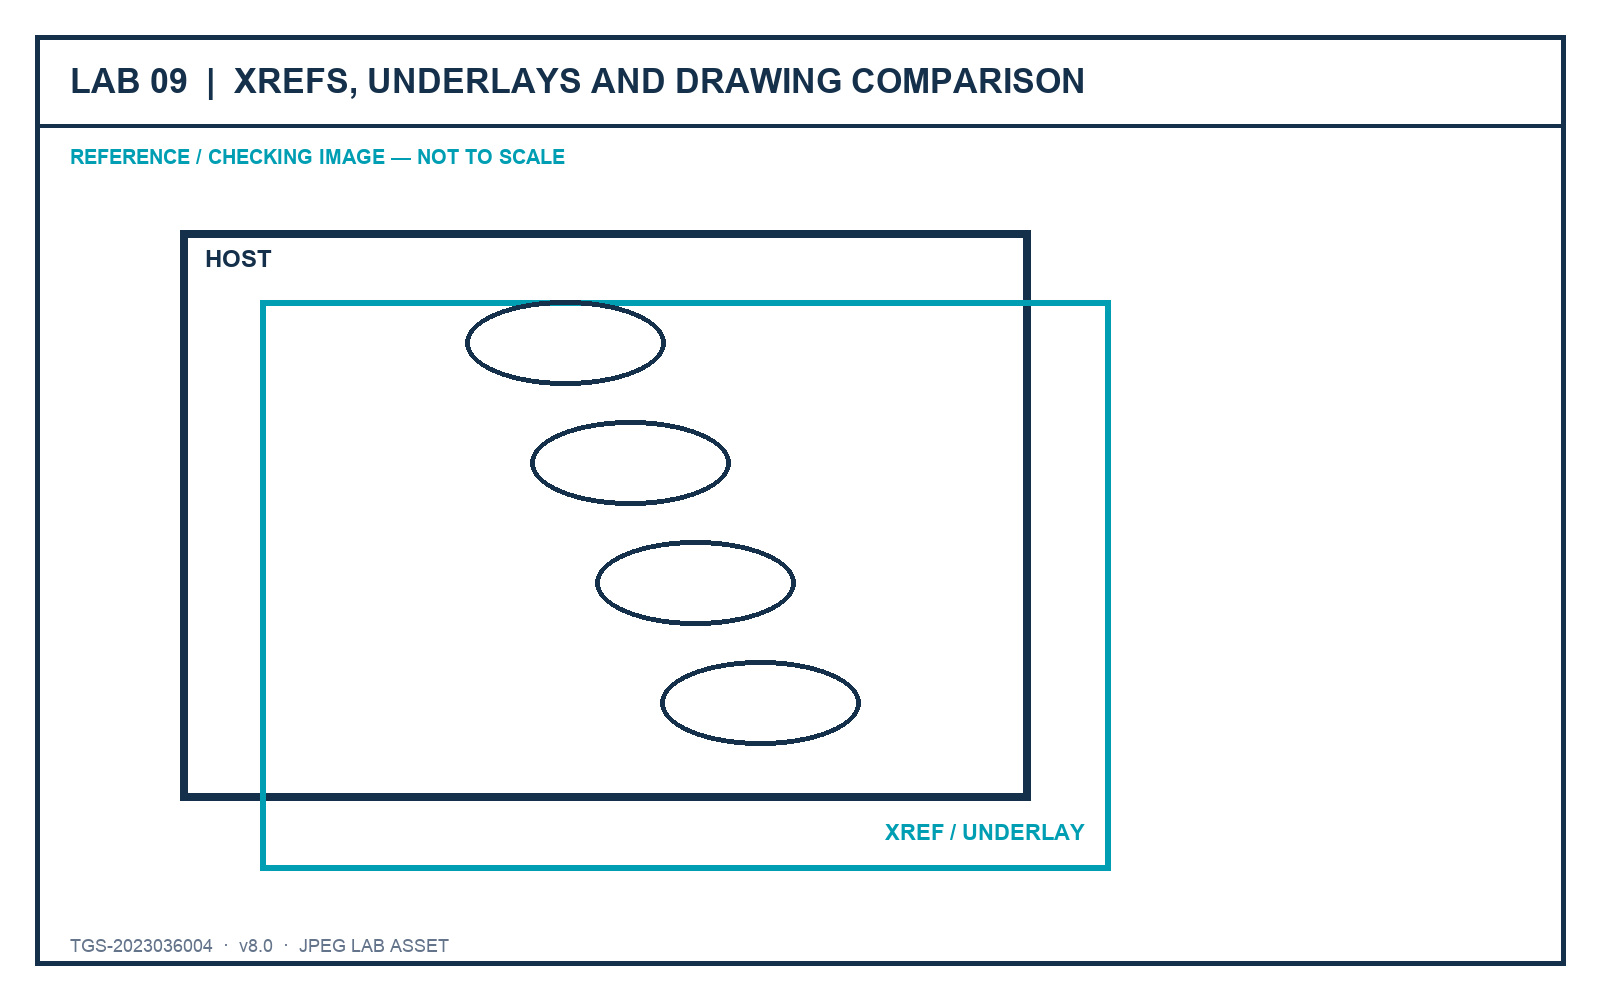 LAB 09 | XREFS, UNDERLAYS AND DRAWING COMPARISON
REFERENCE / CHECKING IMAGE — NOT TO SCALE
HOST
XREF / UNDERLAY
TGS-2023036004 · v8.0 · JPEG LAB ASSET